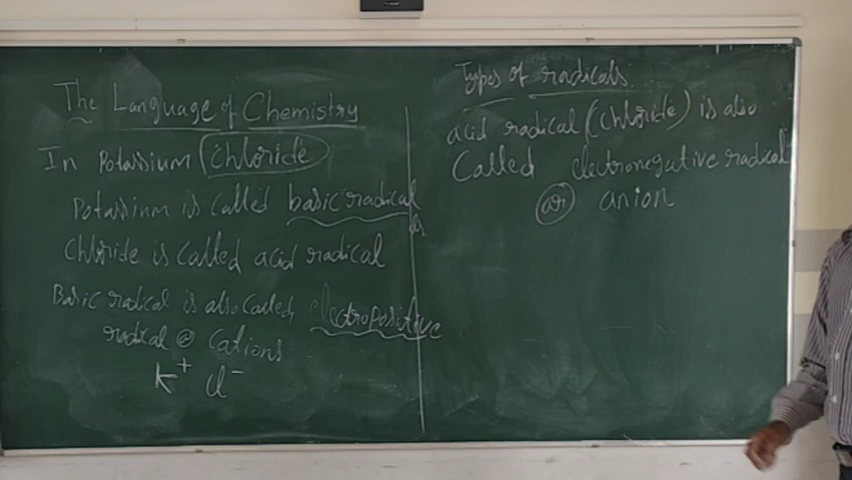 The Language of Chemistry
In Potassium Chloride
Potassium is called basic radical
Chloride is called acid radical
Basic radical is also called electropositive
radical or Cations
K+ Cl-
Types of radicals
acid radical (Chloride) is also
Called electronegative radical
or anion